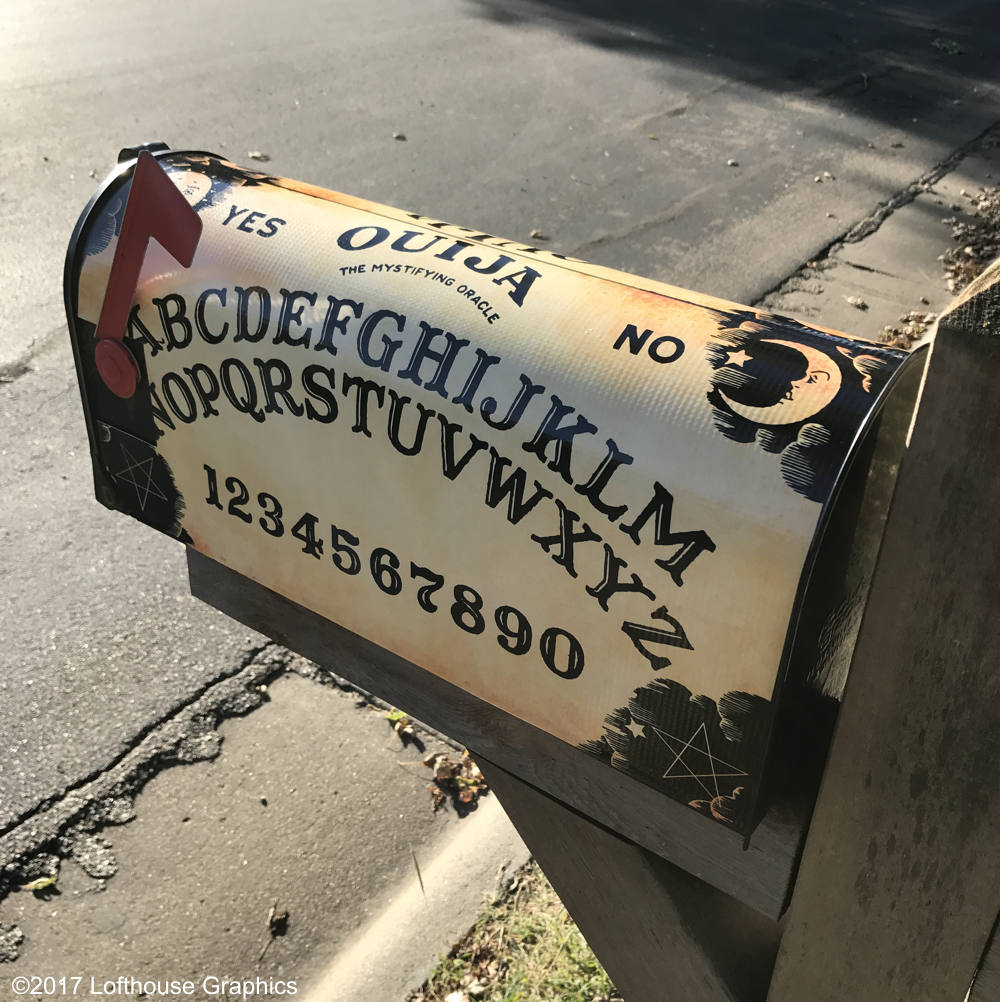 YES
OUIJA
THE MYSTIFYING ORACLE
NO
ABCDEFGHIJKLM
NOPQRSTUVWXYZ
1234567890
©2017 Lofthouse Graphics